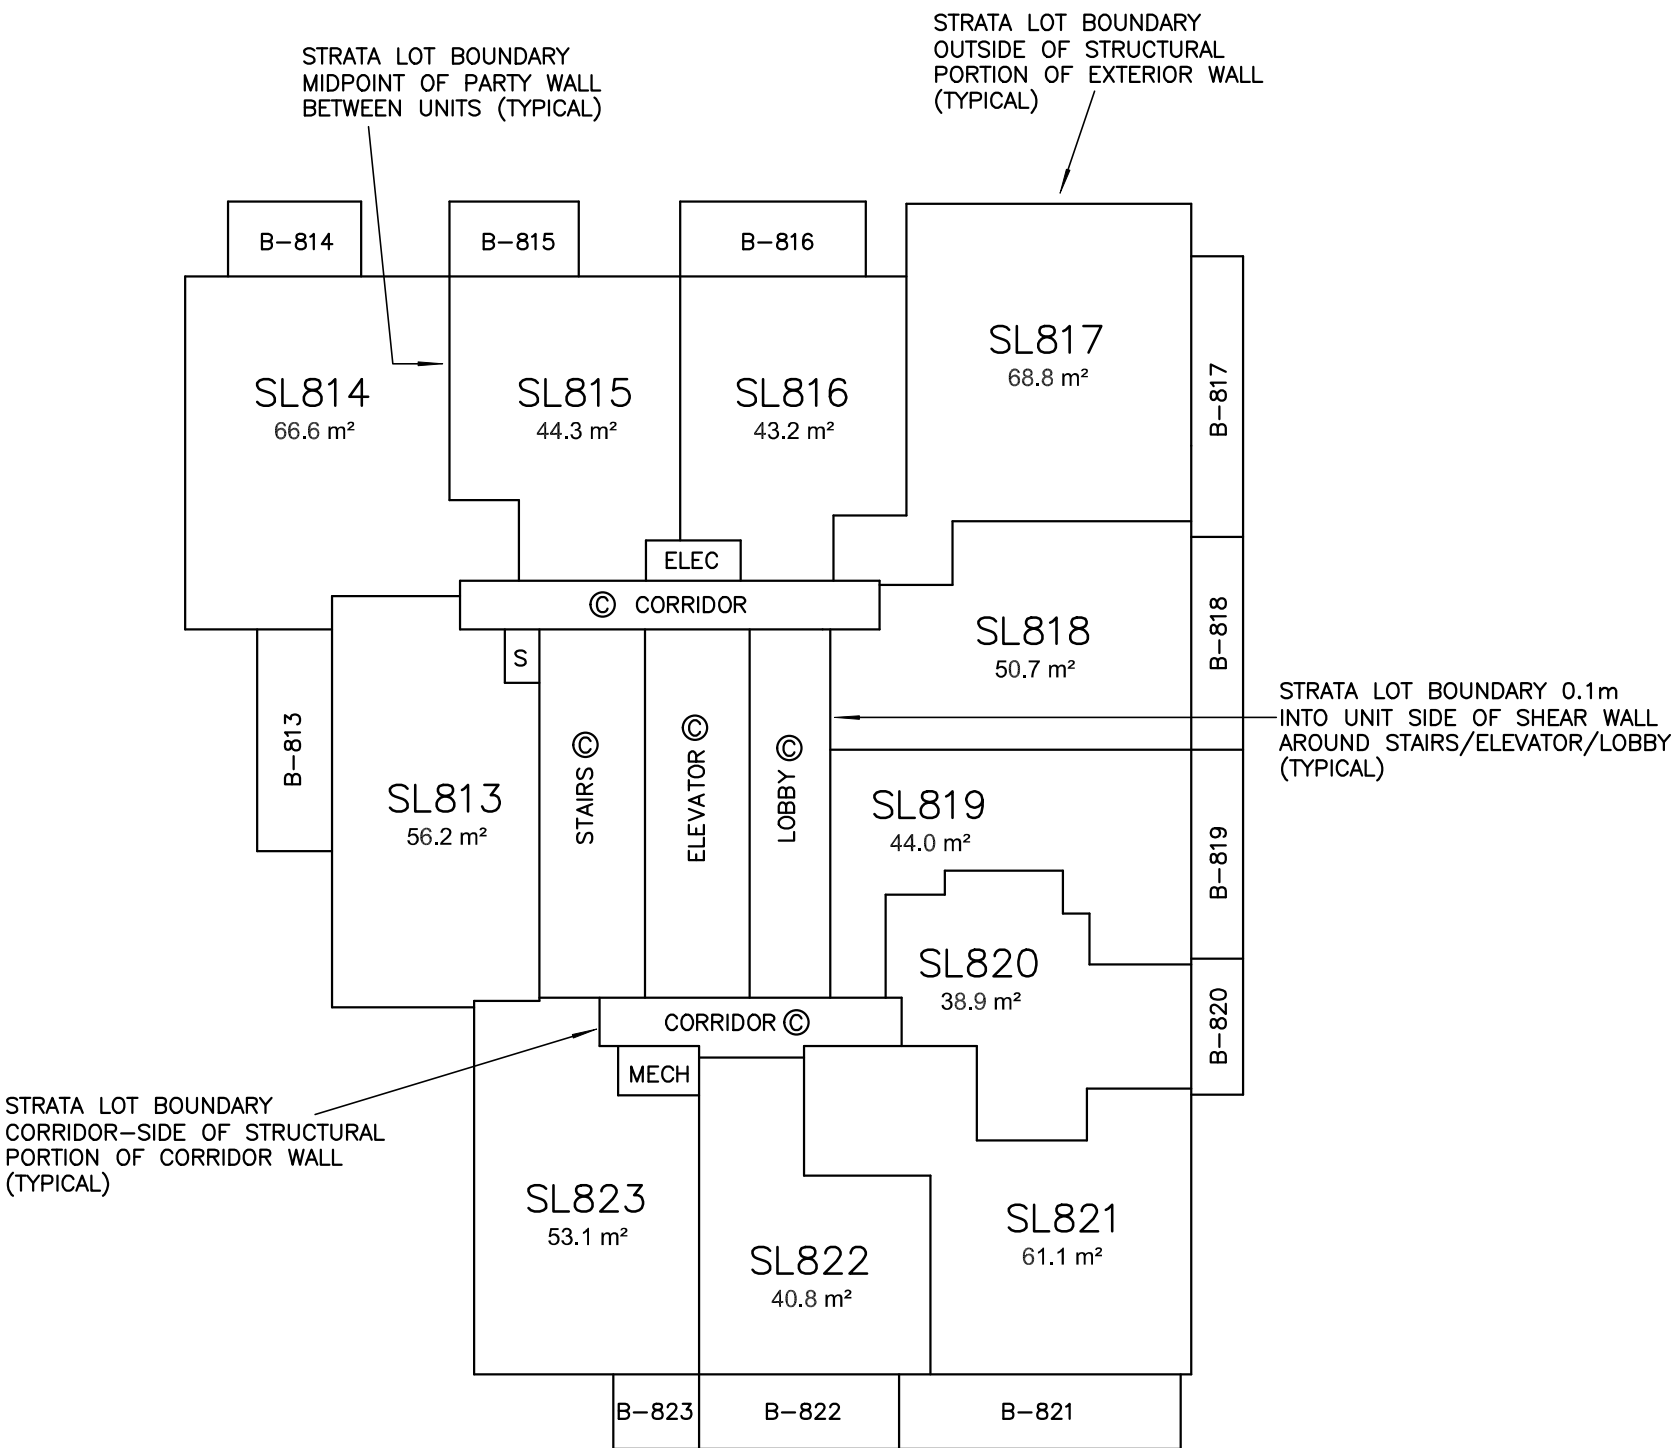 STRATA LOT BOUNDARY
OUTSIDE OF STRUCTURAL
PORTION OF EXTERIOR WALL
(TYPICAL)
STRATA LOT BOUNDARY
MIDPOINT OF PARTY WALL
BETWEEN UNITS (TYPICAL)
B-814
B-815
B-816
SL817
68.8 m²
B-817
SL814
66.6 m²
SL815
44.3 m²
SL816
43.2 m²
ELEC
© CORRIDOR
SL818
50.7 m²
B-818
S
STRATA LOT BOUNDARY 0.1m
INTO UNIT SIDE OF SHEAR WALL
AROUND STAIRS/ELEVATOR/LOBBY
(TYPICAL)
B-813
SL813
56.2 m²
STAIRS ©
ELEVATOR ©
LOBBY ©
SL819
44.0 m²
B-819
SL820
38.9 m²
B-820
CORRIDOR ©
MECH
STRATA LOT BOUNDARY
CORRIDOR-SIDE OF STRUCTURAL
PORTION OF CORRIDOR WALL
(TYPICAL)
SL823
53.1 m²
SL822
40.8 m²
SL821
61.1 m²
B-823
B-822
B-821